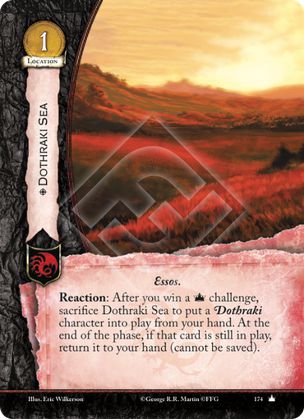 1
LOCATION
DOTHRAKI SEA
Essos.
Reaction: After you win a challenge,
sacrifice Dothraki Sea to put a Dothraki
character into play from your hand. At the
end of the phase, if that card is still in play,
return it to your hand (cannot be saved).
Illus. Eric Wilkerson ©George R.R. Martin ©FFG 174